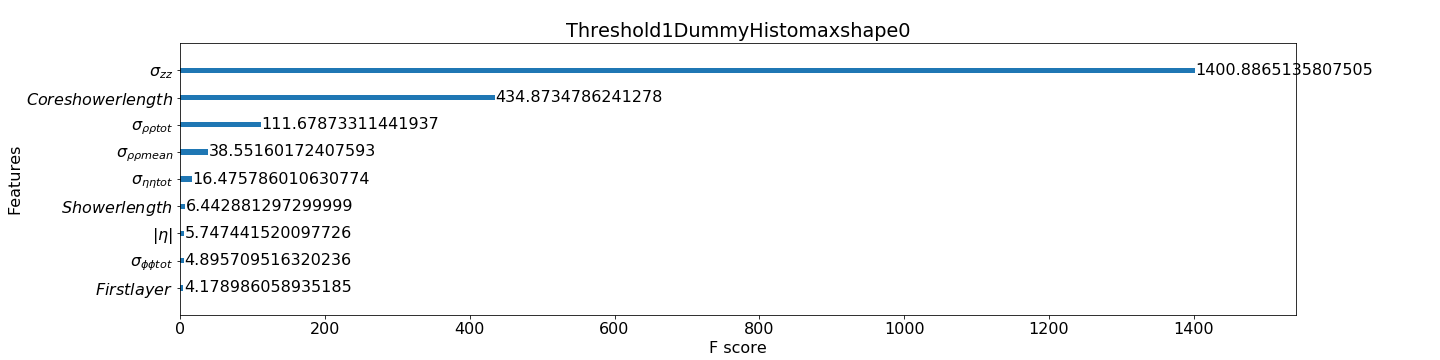 Threshold1DummyHistomaxshape0
σzz 1400.8865135807505
Coreshowerlength 434.8734786241278
σρρtot 111.67873311441937
σρρmean 38.55160172407593
σηηtot 16.475786010630774
Showerlength 6.442881297299999
|η| 5.747441520097726
σϕϕtot 4.895709516320236
Firstlayer 4.178986058935185
Features
0 200 400 600 800 1000 1200 1400
F score